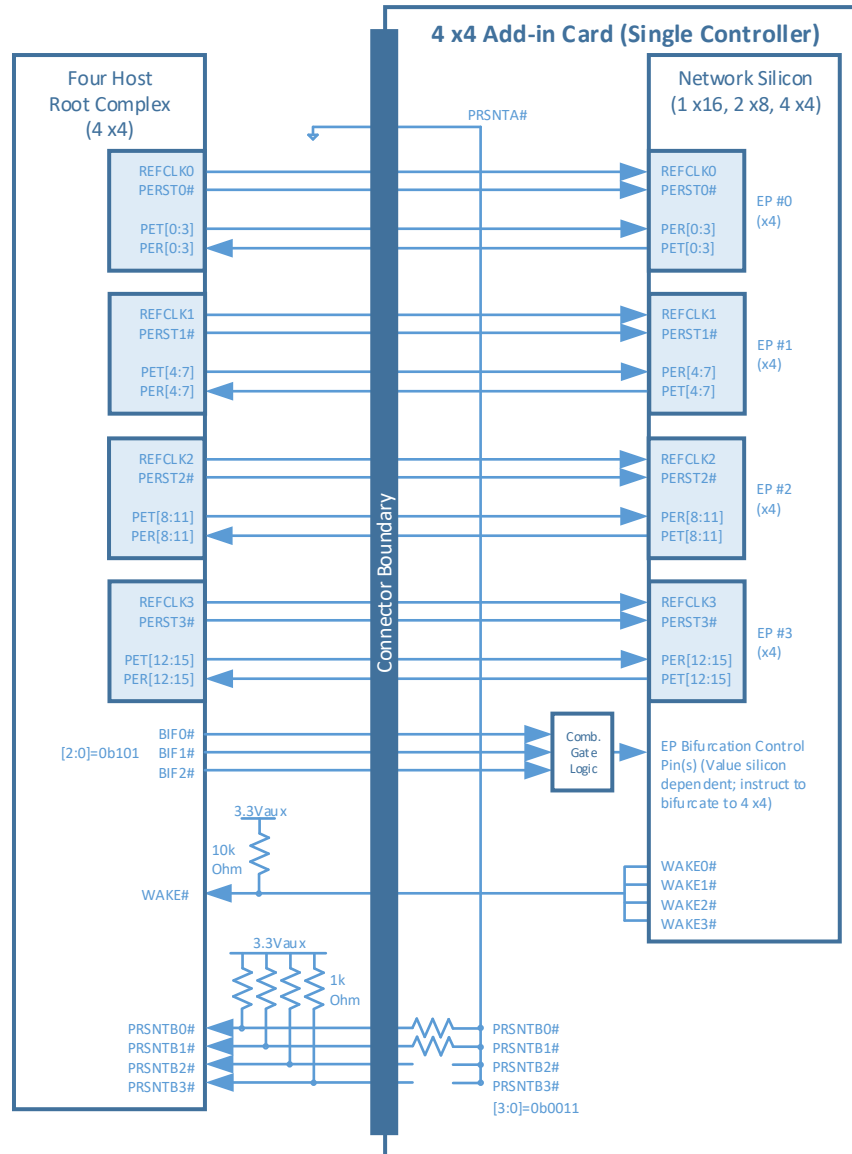 4 x4 Add-in Card (Single Controller)
Four Host
Root Complex
(4 x4)
Network Silicon
(1 x16, 2 x8, 4 x4)
PRSNTA#
REFCLK0
PERST0#
PET[0:3]
PER[0:3]
REFCLK0
PERST0#
PER[0:3]
PET[0:3]
EP #0
(x4)
REFCLK1
PERST1#
PET[4:7]
PER[4:7]
REFCLK1
PERST1#
PER[4:7]
PET[4:7]
EP #1
(x4)
REFCLK2
PERST2#
PET[8:11]
PER[8:11]
REFCLK2
PERST2#
PER[8:11]
PET[8:11]
EP #2
(x4)
Connector Boundary
REFCLK3
PERST3#
PET[12:15]
PER[12:15]
REFCLK3
PERST3#
PER[12:15]
PET[12:15]
EP #3
(x4)
[2:0]=0b101
BIF0#
BIF1#
BIF2#
Comb.
Gate
Logic
EP Bifurcation Control
Pin(s) (Value silicon
dependent; instruct to
bifurcate to 4 x4)
3.3Vaux
10k
Ohm
WAKE#
WAKE0#
WAKE1#
WAKE2#
WAKE3#
3.3Vaux
1k
Ohm
PRSNTB0#
PRSNTB1#
PRSNTB2#
PRSNTB3#
PRSNTB0#
PRSNTB1#
PRSNTB2#
PRSNTB3#
[3:0]=0b0011